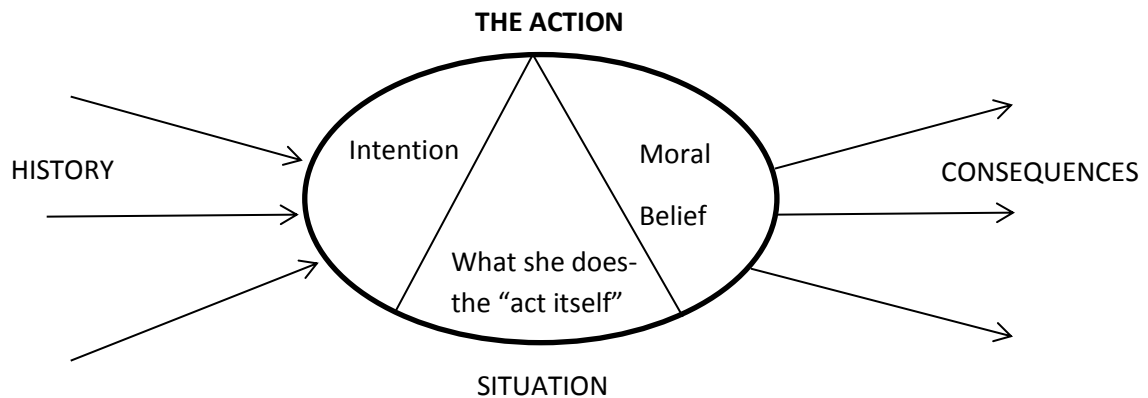 THE ACTION
HISTORY
Intention
What she does-
the “act itself”
Moral
Belief
CONSEQUENCES
SITUATION